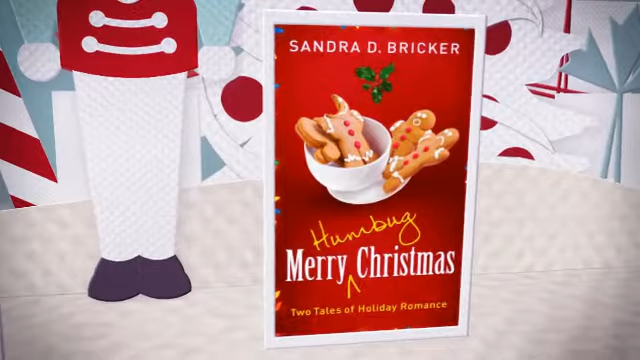 SANDRA D. BRICKER
Humbug
Merry Christmas
Two Tales of Holiday Romance